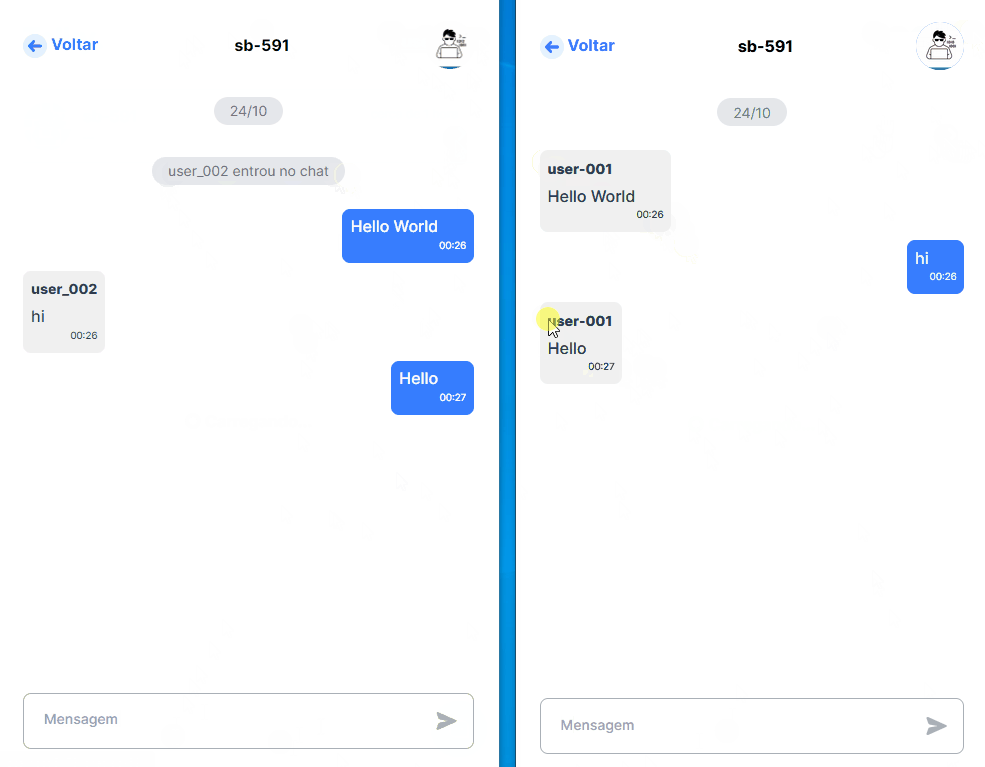 Voltar
sb-591
24/10
user_002 entrou no chat
Hello World
00:26
user_002
hi
00:26
Hello
00:27
Mensagem
Voltar
sb-591
24/10
user-001
Hello World
00:26
hi
00:26
user-001
Hello
00:27
Mensagem